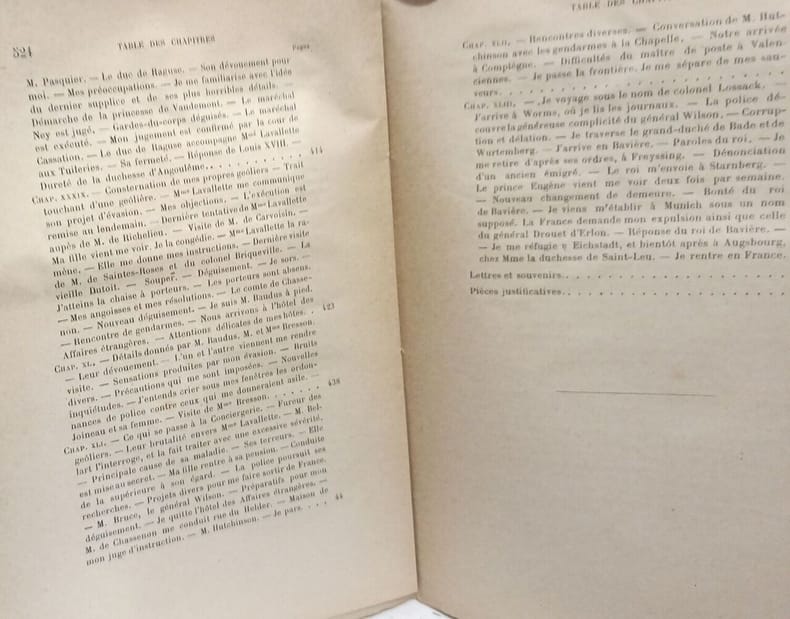 324
TABLE DES CHAPITRES
Pages
M. Pasquier. — Le duc de Raguse. — Son dévouement pour
moi. — Mes préoccupations. — Je me familiarise avec l'idée
du dernier supplice et de ses plus horribles détails. —
Démarche de la princesse de Vaudemont. — Le maréchal
Ney est jugé. — Gardes-du-corps déguisés. — Le maréchal
est exécuté. — Mon jugement est confirmé par la cour de
Cassation. — Le duc de Raguse accompagne Mme Lavallette
aux Tuileries. — Sa fermeté. — Réponse de Louis XVIII. —
Dureté de la duchesse d'Angoulême. . . . . . . . . . . . 414
CHAP. XXXIX. — Consternation de mes propres geôliers — Trait
touchant d'une geôlière. — Mme Lavallette me communique
son projet d'évasion. — Mes objections. — L'exécution est
remise au lendemain. — Dernière tentative de Mme Lavallette
auprès de M. de Richelieu. — Visite de M. de Carvoisin. —
Ma fille vient me voir. Je la congédie. — Mme Lavallette la ra-
mène. — Elle me donne mes instructions. — Dernière visite
de M. de Saintes-Roses et du colonel Briqueville. — La
vieille Dutoit. — Souper. — Déguisement. — Je sors. —
J'atteins la chaise à porteurs. — Les porteurs sont absens.
— Mes angoisses et mes résolutions. — Le comte de Chasse-
non. — Nouveau déguisement. — Je suis M. Baudus à pied.
— Rencontre de gendarmes. — Nous arrivons à l'hôtel des
Affaires étrangères. — Attentions délicates de mes hôtes. . 423
CHAP. XL. — Détails donnés par M. Baudus, M. et Mme Bresson.
— Leur dévouement. — L'un et l'autre viennent me rendre
visite. — Sensations produites par mon évasion. — Bruits
divers. — Précautions qui me sont imposées. — Nouvelles
inquiétudes. — J'entends crier sous mes fenêtres les ordon-
nances de police contre ceux qui me donneraient asile. —
Joineau et sa femme. — Visite de Mme Bresson. . . . . . . 438
CHAP. XLI. — Ce qui se passe à la Conciergerie. — Fureur des
geôliers. — Leur brutalité envers Mme Lavallette. — M. Bel-
lart l'interroge, et la fait traiter avec une excessive sévérité.
— Principale cause de sa maladie. — Ses terreurs. — Elle
est mise au secret. — Ma fille rentre à sa pension. — Conduite
de la supérieure à son égard. — La police poursuit ses
recherches. — Projets divers pour me faire sortir de France.
— M. Bruce, le général Wilson. — Préparatifs pour mon
déguisement. — Je quitte l'hôtel des Affaires étrangères. —
M. de Chassenon me conduit rue du Helder. — Maison de
mon juge d'instruction. — M. Hutchinson. — Je pars. . . . 44
TABLE DES
CHAP. XLII. — Rencontres diverses. — Conversation de M. Hut-
chinson avec les gendarmes à la Chapelle. — Notre arrivée
à Compiègne. — Difficultés du maître de poste à Valen-
ciennes. — Je passe la frontière. Je me sépare de mes sau-
veurs. . . . . . . . . . . . . . . . . . . .
CHAP. XLIII. — Je voyage sous le nom de colonel Lossack. —
J'arrive à Worms, où je lis les journaux. — La police dé-
couvre la généreuse complicité du général Wilson. — Corrup-
tion et délation. — Je traverse le grand-duché de Bade et de
Wurtemberg. — J'arrive en Bavière. — Paroles du roi. — Je
me retire d'après ses ordres, à Freyssing. — Dénonciation
d'un ancien émigré. — Le roi m'envoie à Starnberg. —
Le prince Eugène vient me voir deux fois par semaine.
— Nouveau changement de demeure. — Bonté du roi
de Bavière. — Je viens m'établir à Munich sous un nom
supposé. La France demande mon expulsion ainsi que celle
du général Drouet d'Erlon. — Réponse du roi de Bavière. —
— Je me réfugie à Eichstadt, et bientôt après à Augsbourg,
chez Mme la duchesse de Saint-Leu. — Je rentre en France.
Lettres et souvenirs. . . . . . . . . . . . . . . . .
Pièces justificatives. . . . . . . . . . . . . . . . .